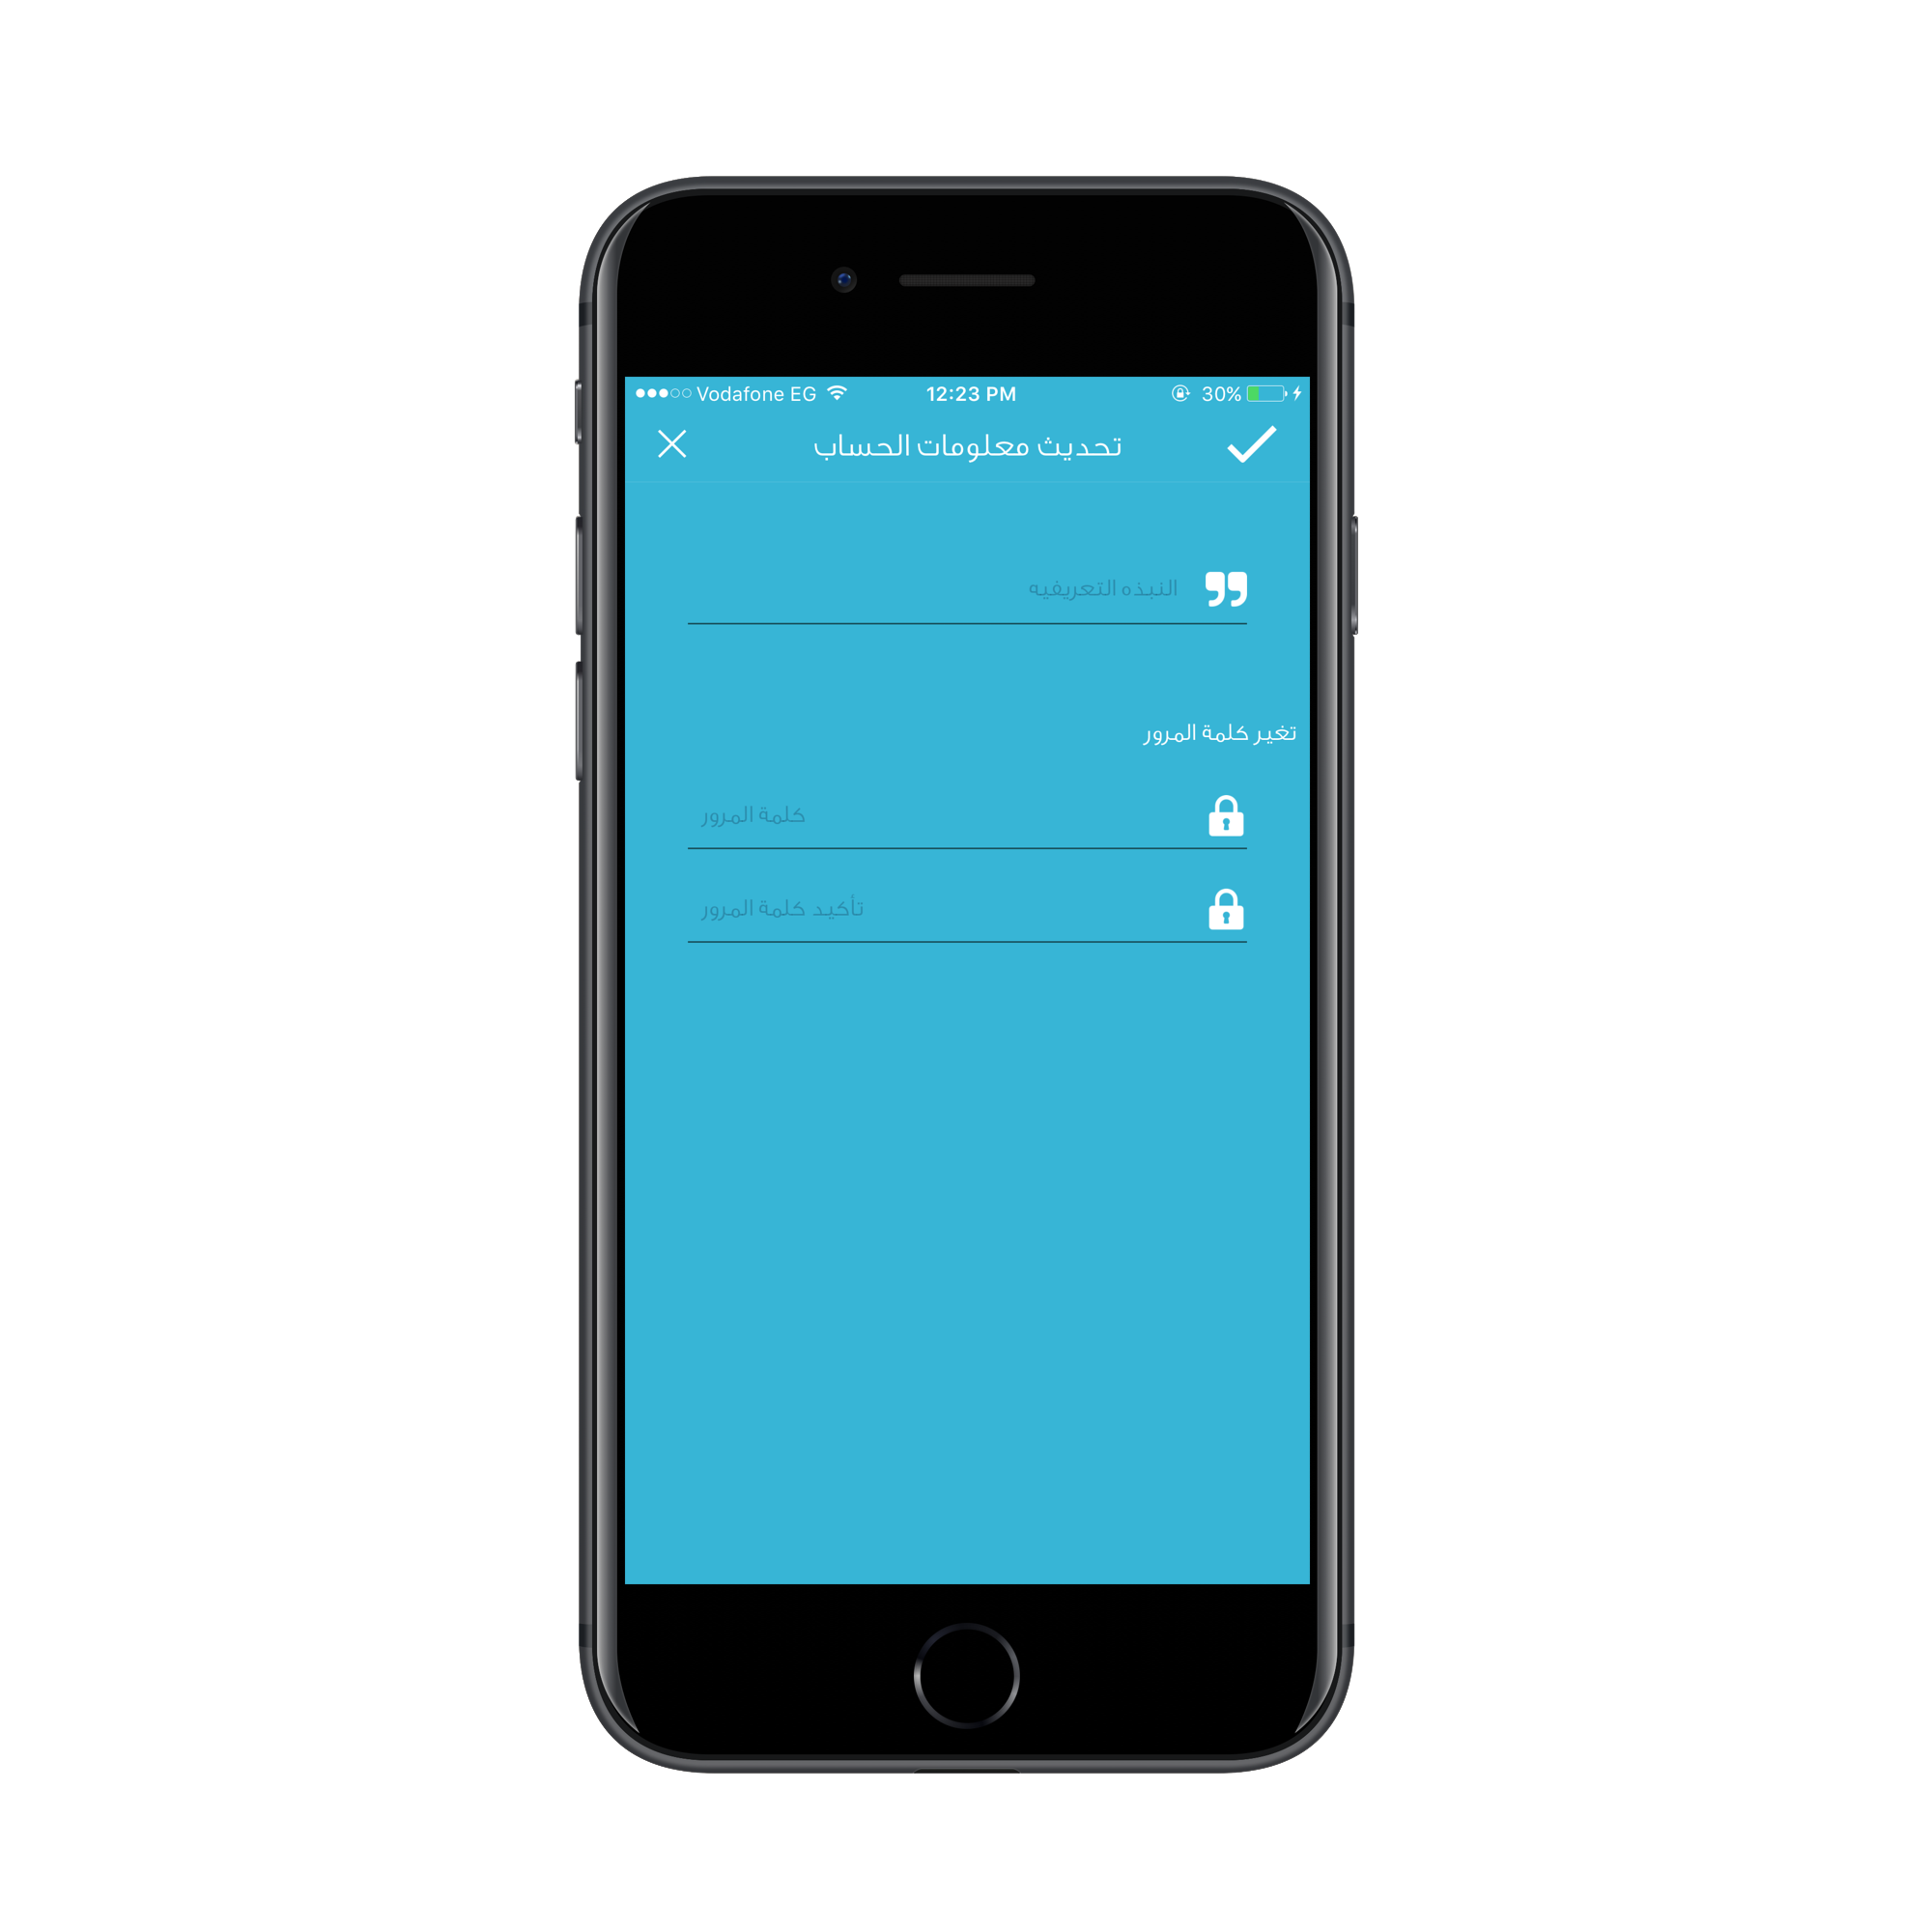 Vodafone EG 12:23 PM 30%
تحديث معلومات الحساب
النبذه التعريفيه
تغير كلمة المرور
كلمة المرور
تأكيد كلمة المرور